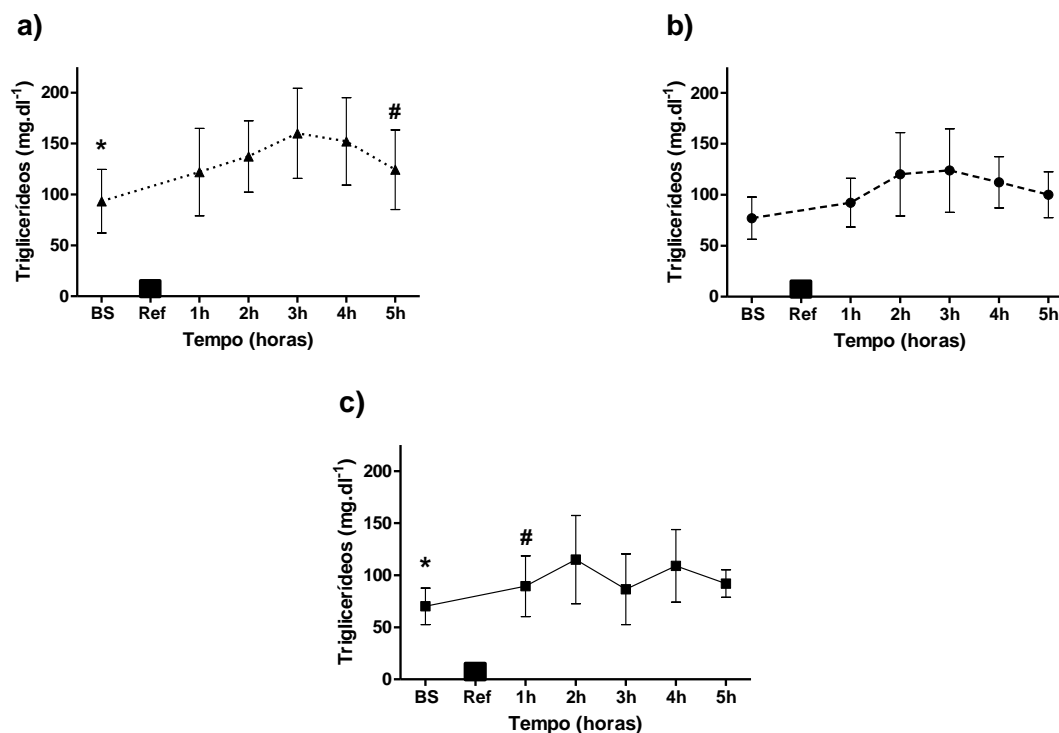 a)
Triglicerídeos (mg.dl-1)
200
150
100
50
0
*
#
BS Ref 1h 2h 3h 4h 5h
Tempo (horas)
b)
Triglicerídeos (mg.dl-1)
200
150
100
50
0
BS Ref 1h 2h 3h 4h 5h
Tempo (horas)
c)
Triglicerídeos (mg.dl-1)
200
150
100
50
0
*
#
BS Ref 1h 2h 3h 4h 5h
Tempo (horas)